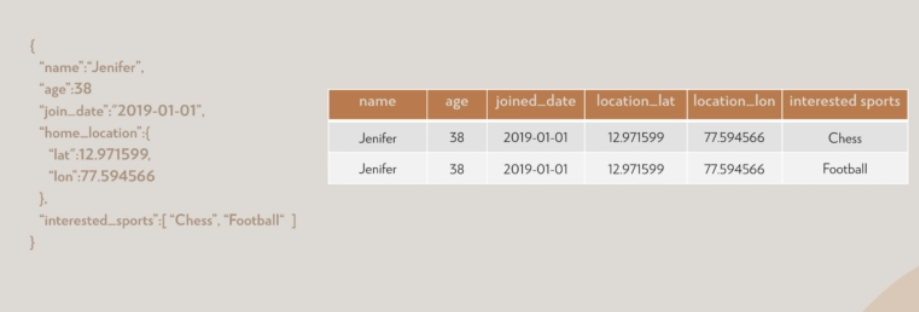 {
“name”:“Jenifer”,
“age”:38
“join_date”:”2019-01-01”,
“home_location”:{
“lat”:12.971599,
“lon”:77.594566
},
“interested_sports”:[ “Chess”, “Football“ ]
}
name age joined_date location_lat location_lon interested sports
Jenifer 38 2019-01-01 12.971599 77.594566 Chess
Jenifer 38 2019-01-01 12.971599 77.594566 Football